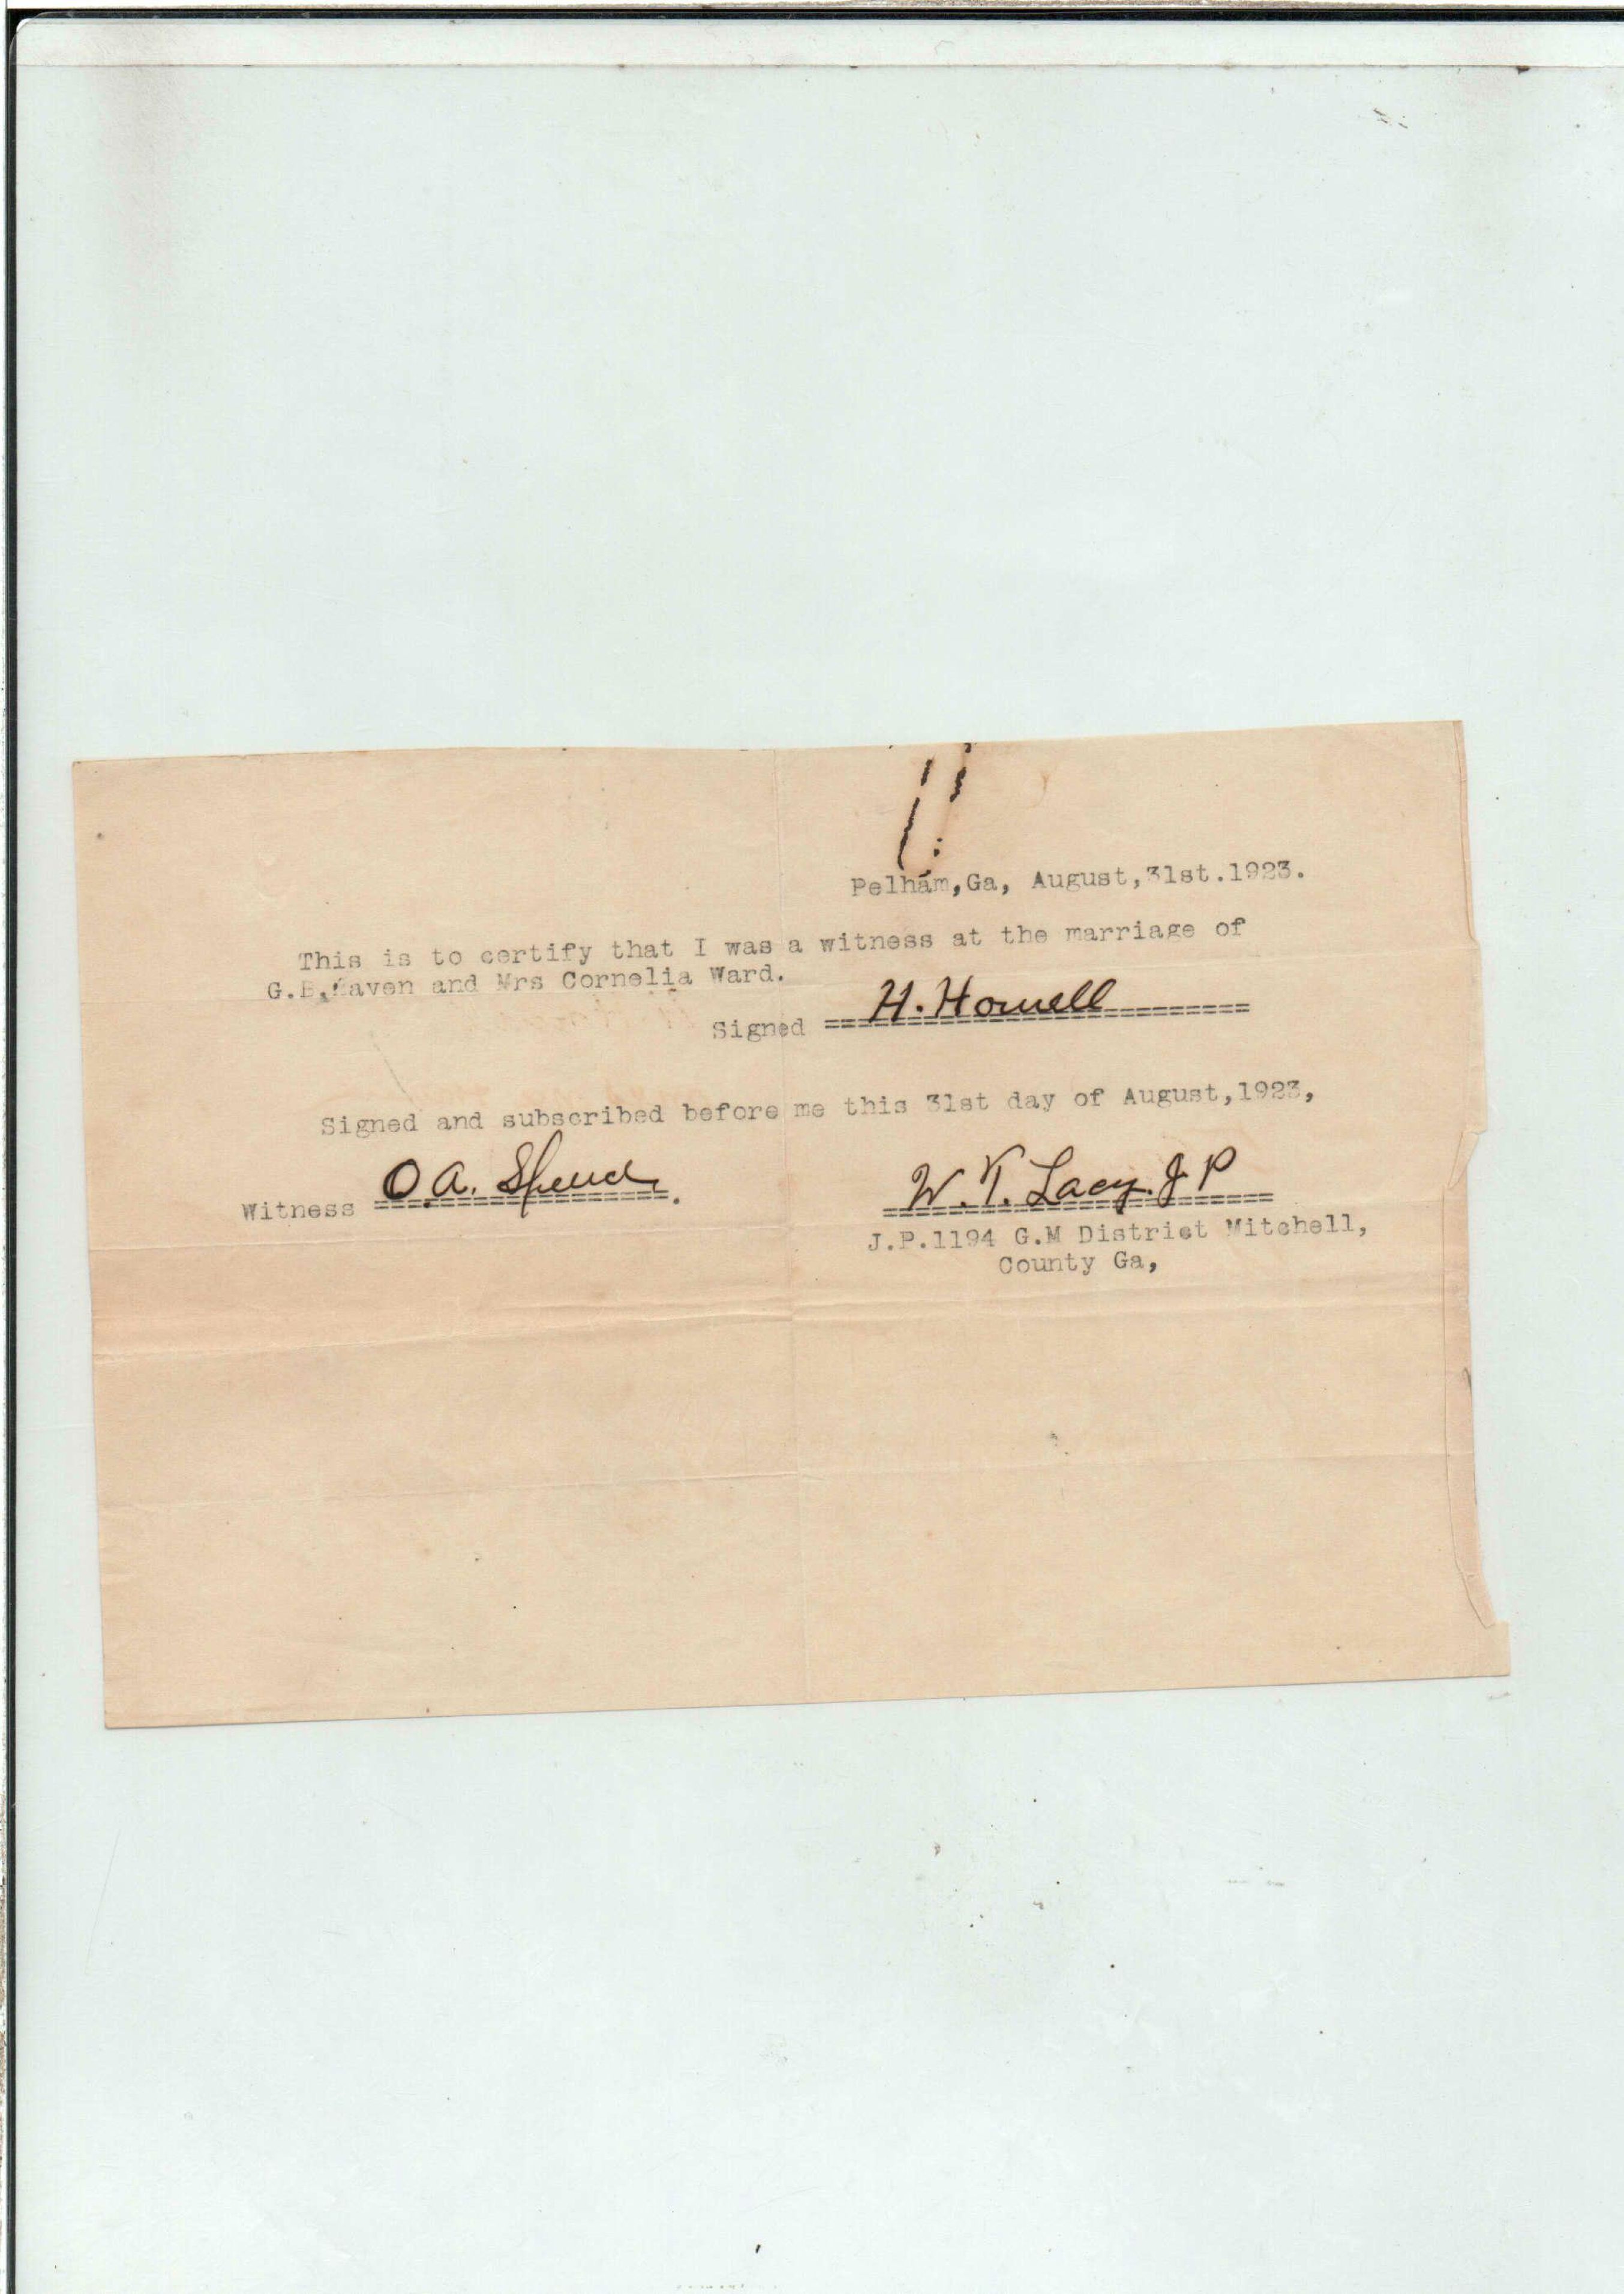 Pelham,Ga, August,31st.1923.
This is to certify that I was a witness at the marriage of
G.B. and Mrs Cornelia Ward.
Signed H. Howell
Signed and subscribed before me this 31st day of August,1923,
Witness O.A.
W.T. Lacy. J P
J.P.1194 G.M District Mitchell,
County Ga,